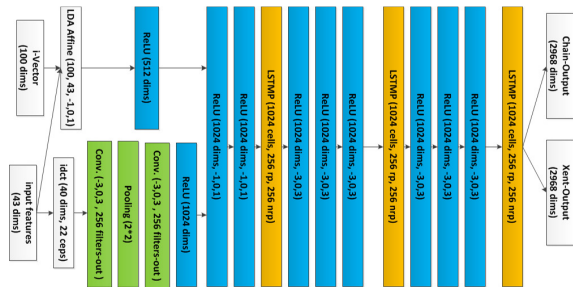 i-Vector
(100 dims)
input features
(43 dims)
LDA Affine (100, 43, -1,0,1)
idct (40 dims, 22 ceps)
Conv. (-3,0,3 , 256 filters-out )
Pooling (2*2)
ReLU (512 dims)
Conv. (-3,0,3 , 256 filters-out )
ReLU (1024 dims)
ReLU (1024 dims, -1,0,1)
ReLU (1024 dims, -1,0,1)
LSTMP (1024 cells, 256 rp, 256 nrp)
ReLU (1024 dims, -3,0,3)
ReLU (1024 dims, -3,0,3)
ReLU (1024 dims, -3,0,3)
LSTMP (1024 cells, 256 rp, 256 nrp)
ReLU (1024 dims, -3,0,3)
ReLU (1024 dims, -3,0,3)
ReLU (1024 dims, -3,0,3)
LSTMP (1024 cells, 256 rp, 256 nrp)
Chain-Output
(2968 dims)
Xent-Output
(2968 dims)